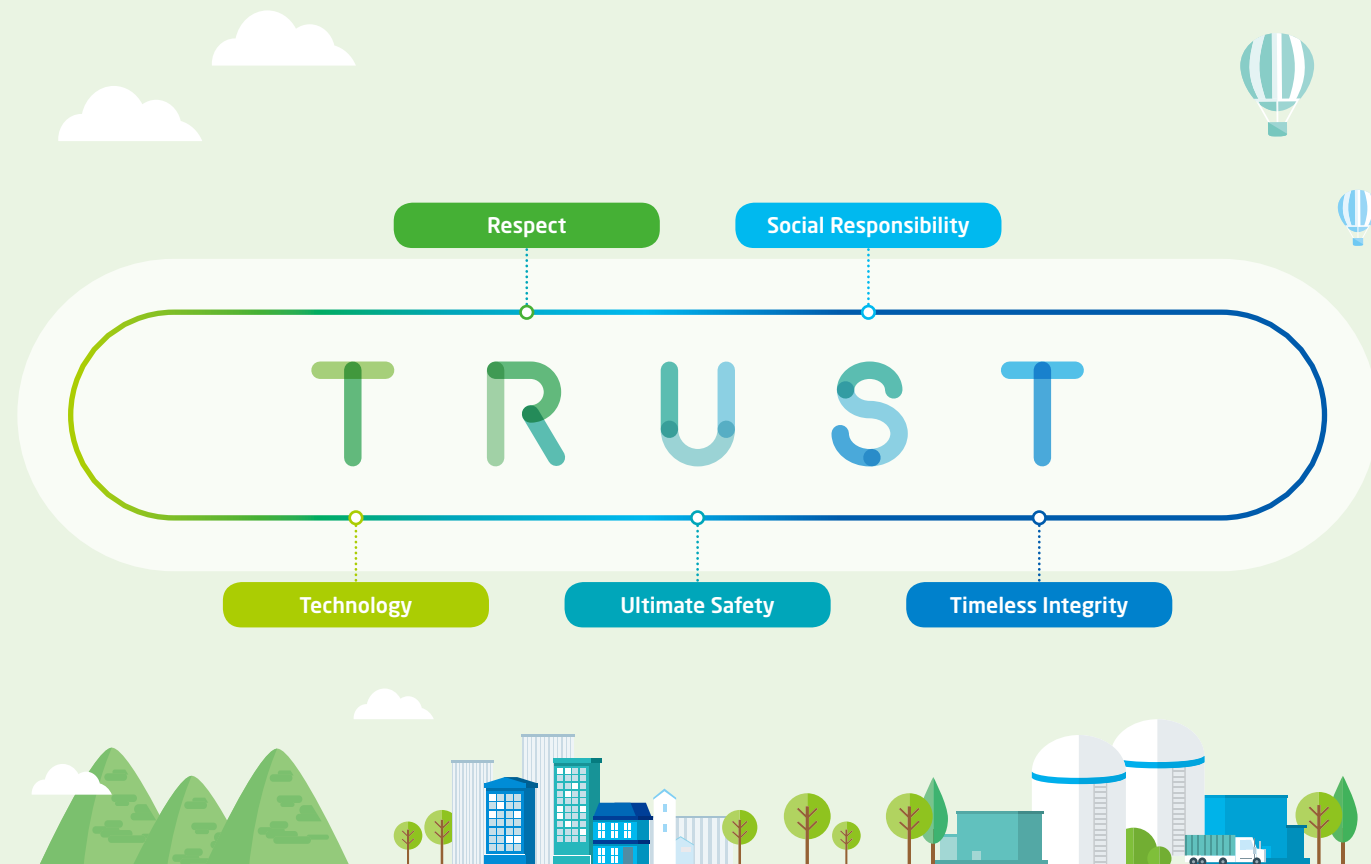 Respect
Social Responsibility
TRUST
Technology
Ultimate Safety
Timeless Integrity